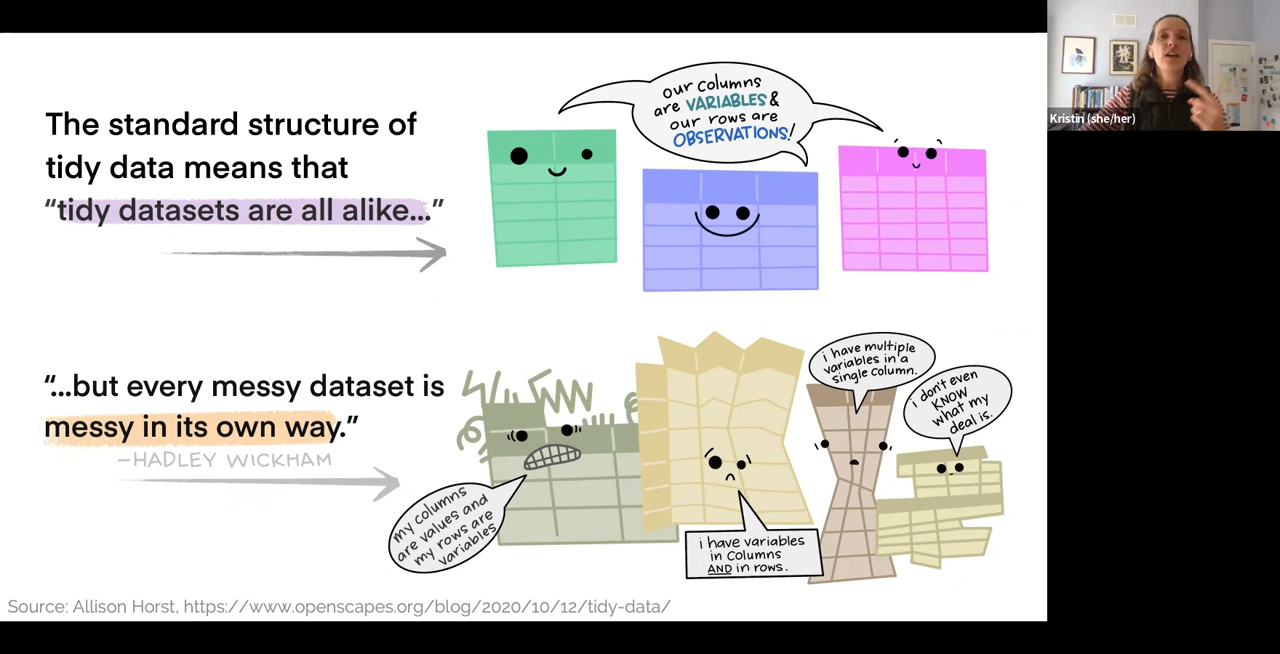 The standard structure of
tidy data means that
“tidy datasets are all alike…”
our columns
are VARIABLES &
our rows are
OBSERVATIONS!
Kristin (she/her)
“…but every messy dataset is
messy in its own way.”
–HADLEY WICKHAM
my columns
are values and
my rows are
variables
i have variables
in columns
AND in rows.
i have multiple
variables in a
single column.
i don't even
KNOW
what my
deal is.
Source: Allison Horst, https://www.openscapes.org/blog/2020/10/12/tidy-data/